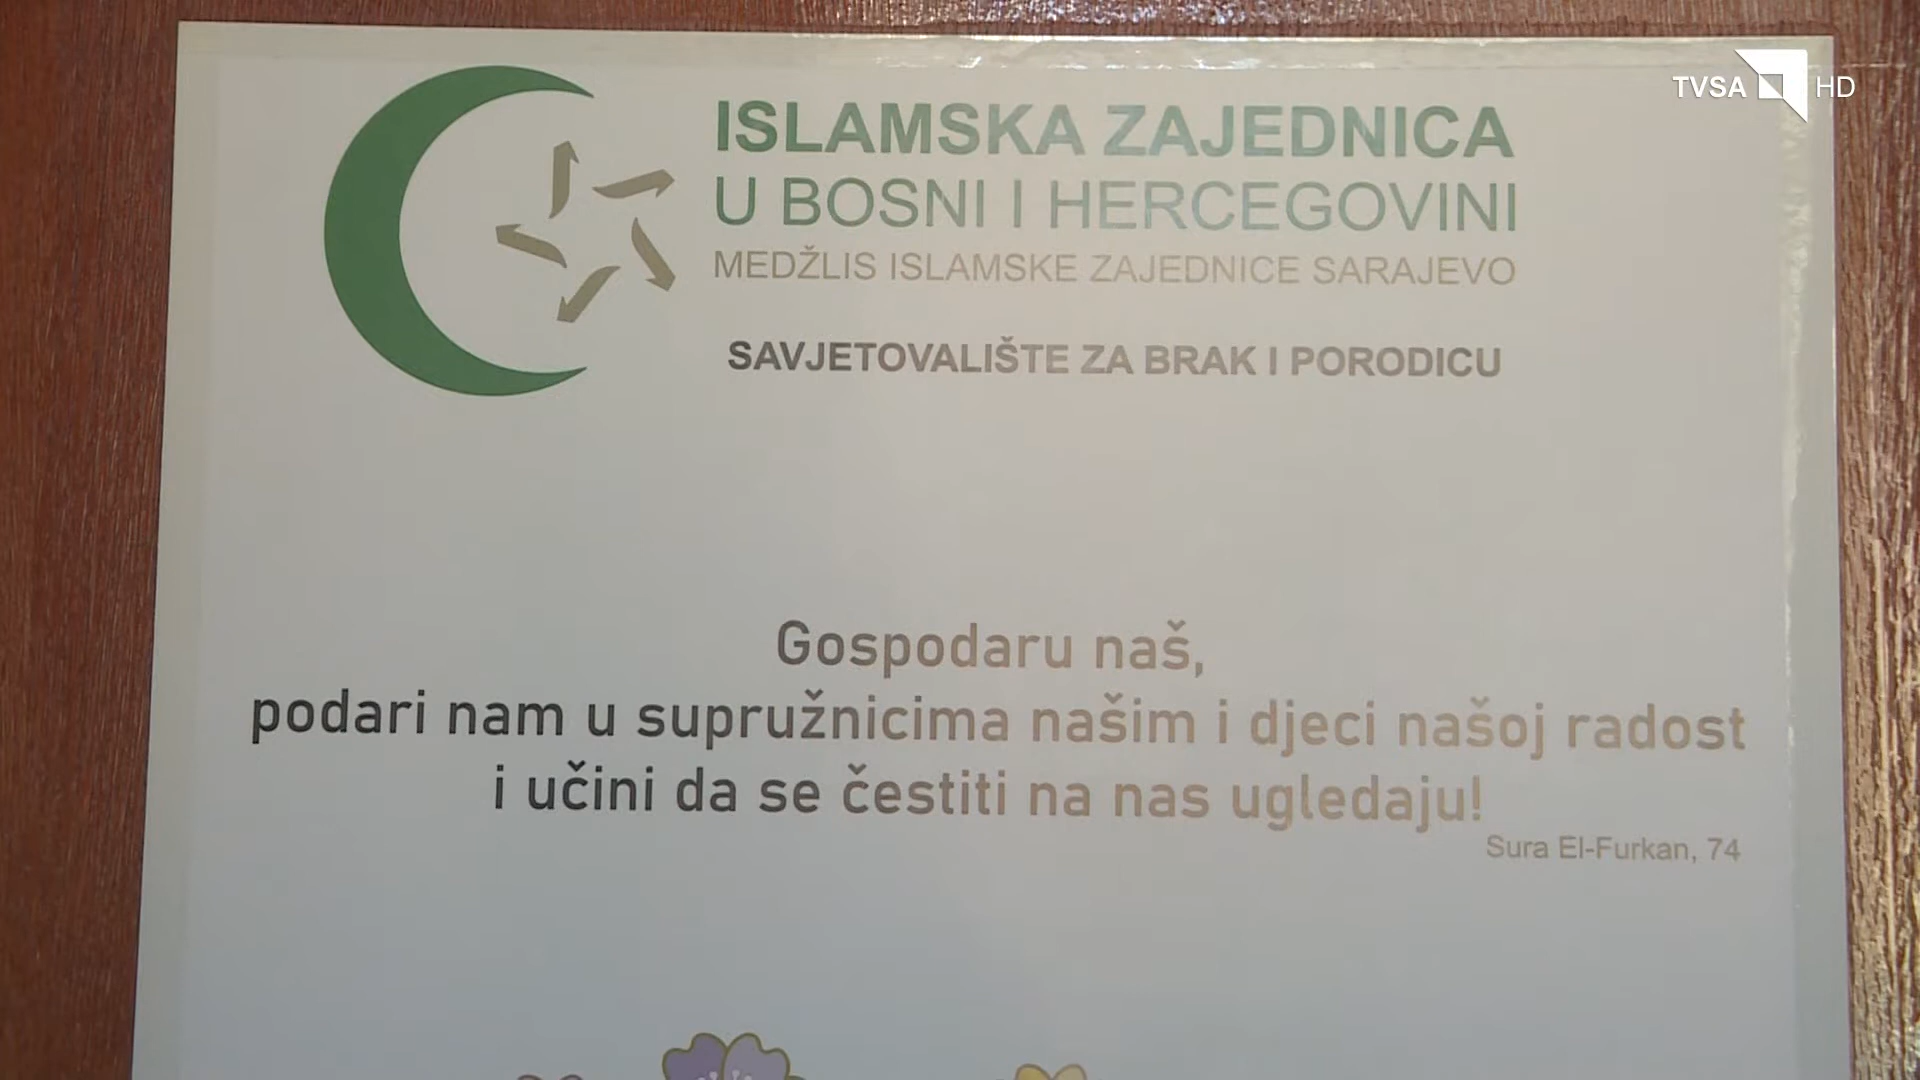 TVSA HD
ISLAMSKA ZAJEDNICA
U BOSNI I HERCEGOVINI
MEDŽLIS ISLAMSKE ZAJEDNICE SARAJEVO
SAVJETOVALIŠTE ZA BRAK I PORODICU
Gospodaru naš,
podari nam u supružnicima našim i djeci našoj radost
i učini da se čestiti na nas ugledaju!
Sura El-Furkan, 74